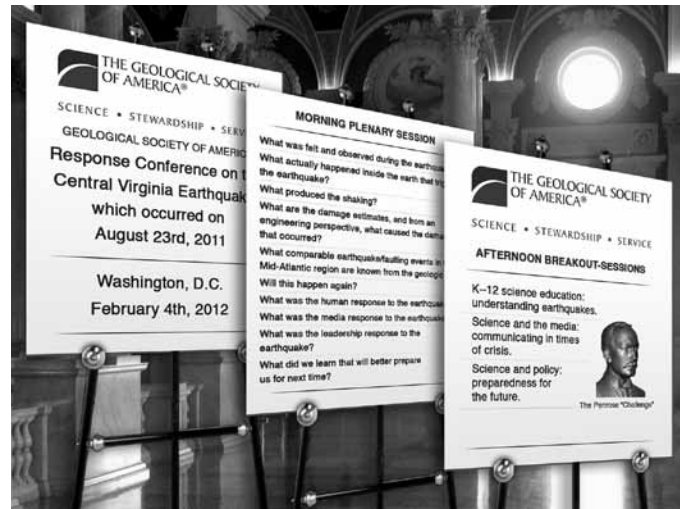 THE GEOLOGICAL SOCIETY
OF AMERICA®
SCIENCE • STEWARDSHIP • SERV
GEOLOGICAL SOCIETY OF AMERIC
Response Conference on t
Central Virginia Earthquak
which occurred on
August 23rd, 2011
Washington, D.C.
February 4th, 2012
MORNING PLENARY SESSION
What was felt and observed during the earthqua
What actually happened inside the earth that
the earthquake?
What produced the shaking?
What are the damage estimates, and from an
engineering perspective, what caused the dam
that occurred?
What comparable earthquake/faulting events in
Mid-Atlantic region are known from the geologic
Will this happen again?
What was the human response to the earthquak
What was the media response to the earthquak
What was the leadership response to the
earthquake?
What did we learn that will better prepare
us for next time?
THE GEOLOGICAL SOCIETY
OF AMERICA®
SCIENCE • STEWARDSHIP • SERVICE
AFTERNOON BREAKOUT-SESSIONS
K–12 science education:
understanding earthquakes.
Science and the media:
communicating in times
of crisis.
Science and policy:
preparedness for
the future.
The Penrose "Challenge"